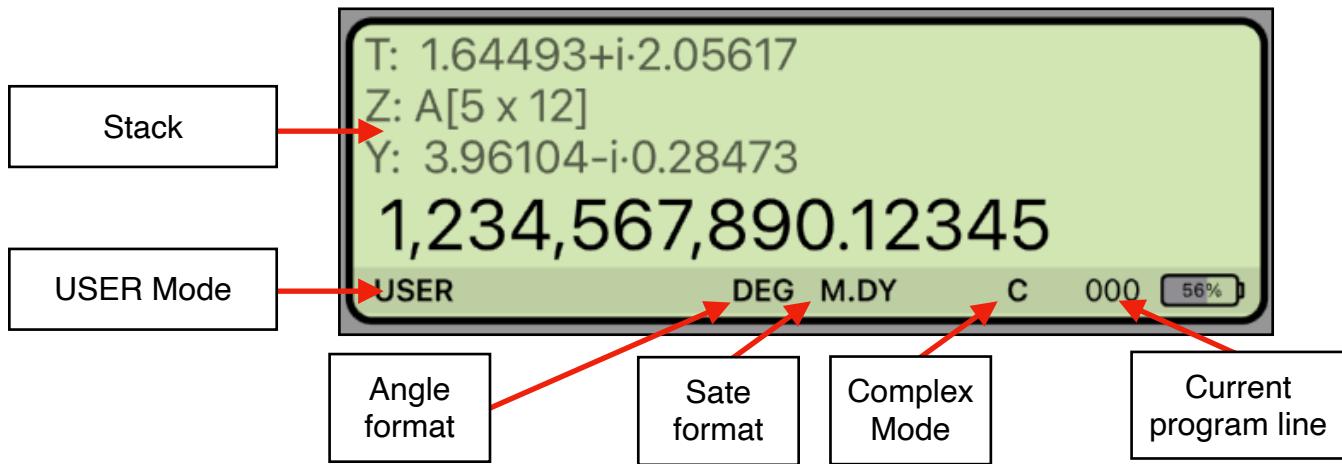 T: 1.64493+i·2.05617
Stack
Z: A[5 x 12]
Y: 3.96104-i·0.28473
1,234,567,890.12345
USER Mode
USER DEG M.DY C 000 56%
Angle
format
Sate
format
Complex
Mode
Current
program line